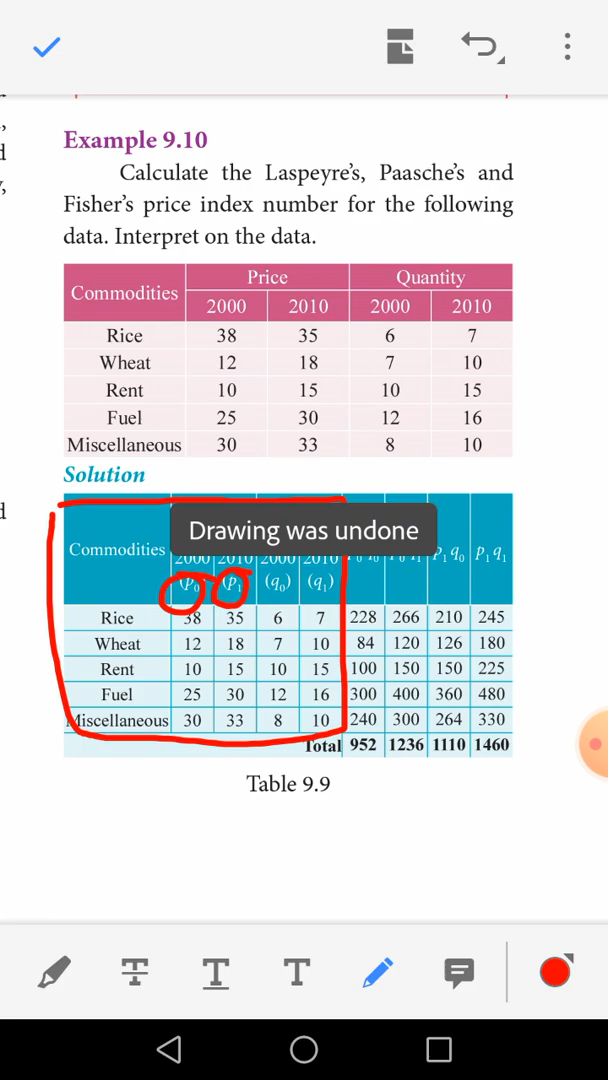 Example 9.10
Calculate the Laspeyre's, Paasche's and
Fisher's price index number for the following
data. Interpret on the data.
Commodities Price Quantity
2000 2010 2000 2010
Rice 38 35 6 7
Wheat 12 18 7 10
Rent 10 15 10 15
Fuel 25 30 12 16
Miscellaneous 30 33 8 10
Solution
Drawing was undone
Commodities 2000 2010 2000 2010 p₁q₀ p₁q₁
(p₀) (p₁) (q₀) (q₁)
Rice 38 35 6 7 228 266 210 245
Wheat 12 18 7 10 84 120 126 180
Rent 10 15 10 15 100 150 150 225
Fuel 25 30 12 16 300 400 360 480
Miscellaneous 30 33 8 10 240 300 264 330
Total 952 1236 1110 1460
Table 9.9